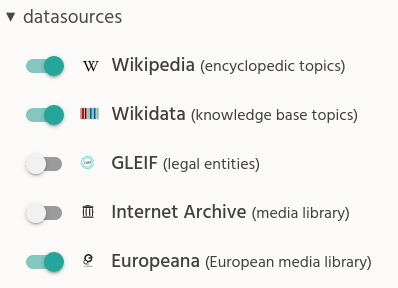 datasources
Wikipedia (encyclopedic topics)
Wikidata (knowledge base topics)
GLEIF (legal entities)
Internet Archive (media library)
Europeana (European media library)